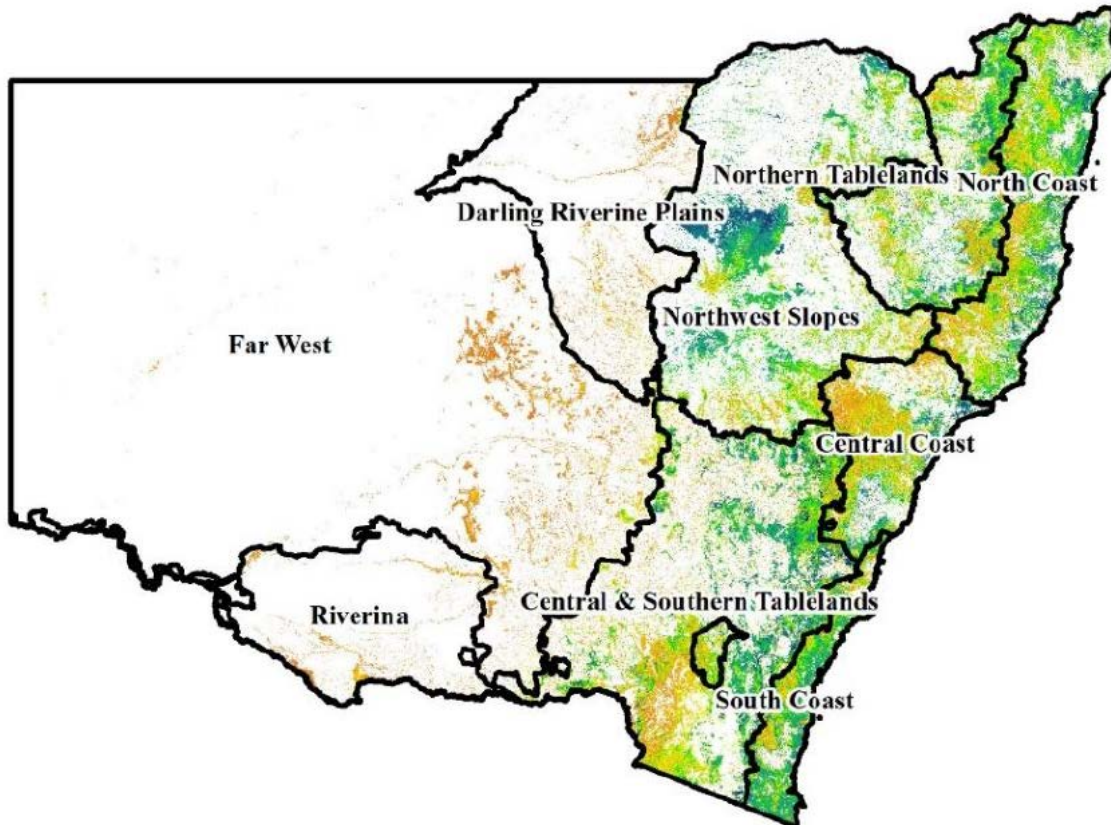 Northern Tablelands
North Coast
Darling Riverine Plains
Northwest Slopes
Far West
Central Coast
Central & Southern Tablelands
Riverina
South Coast